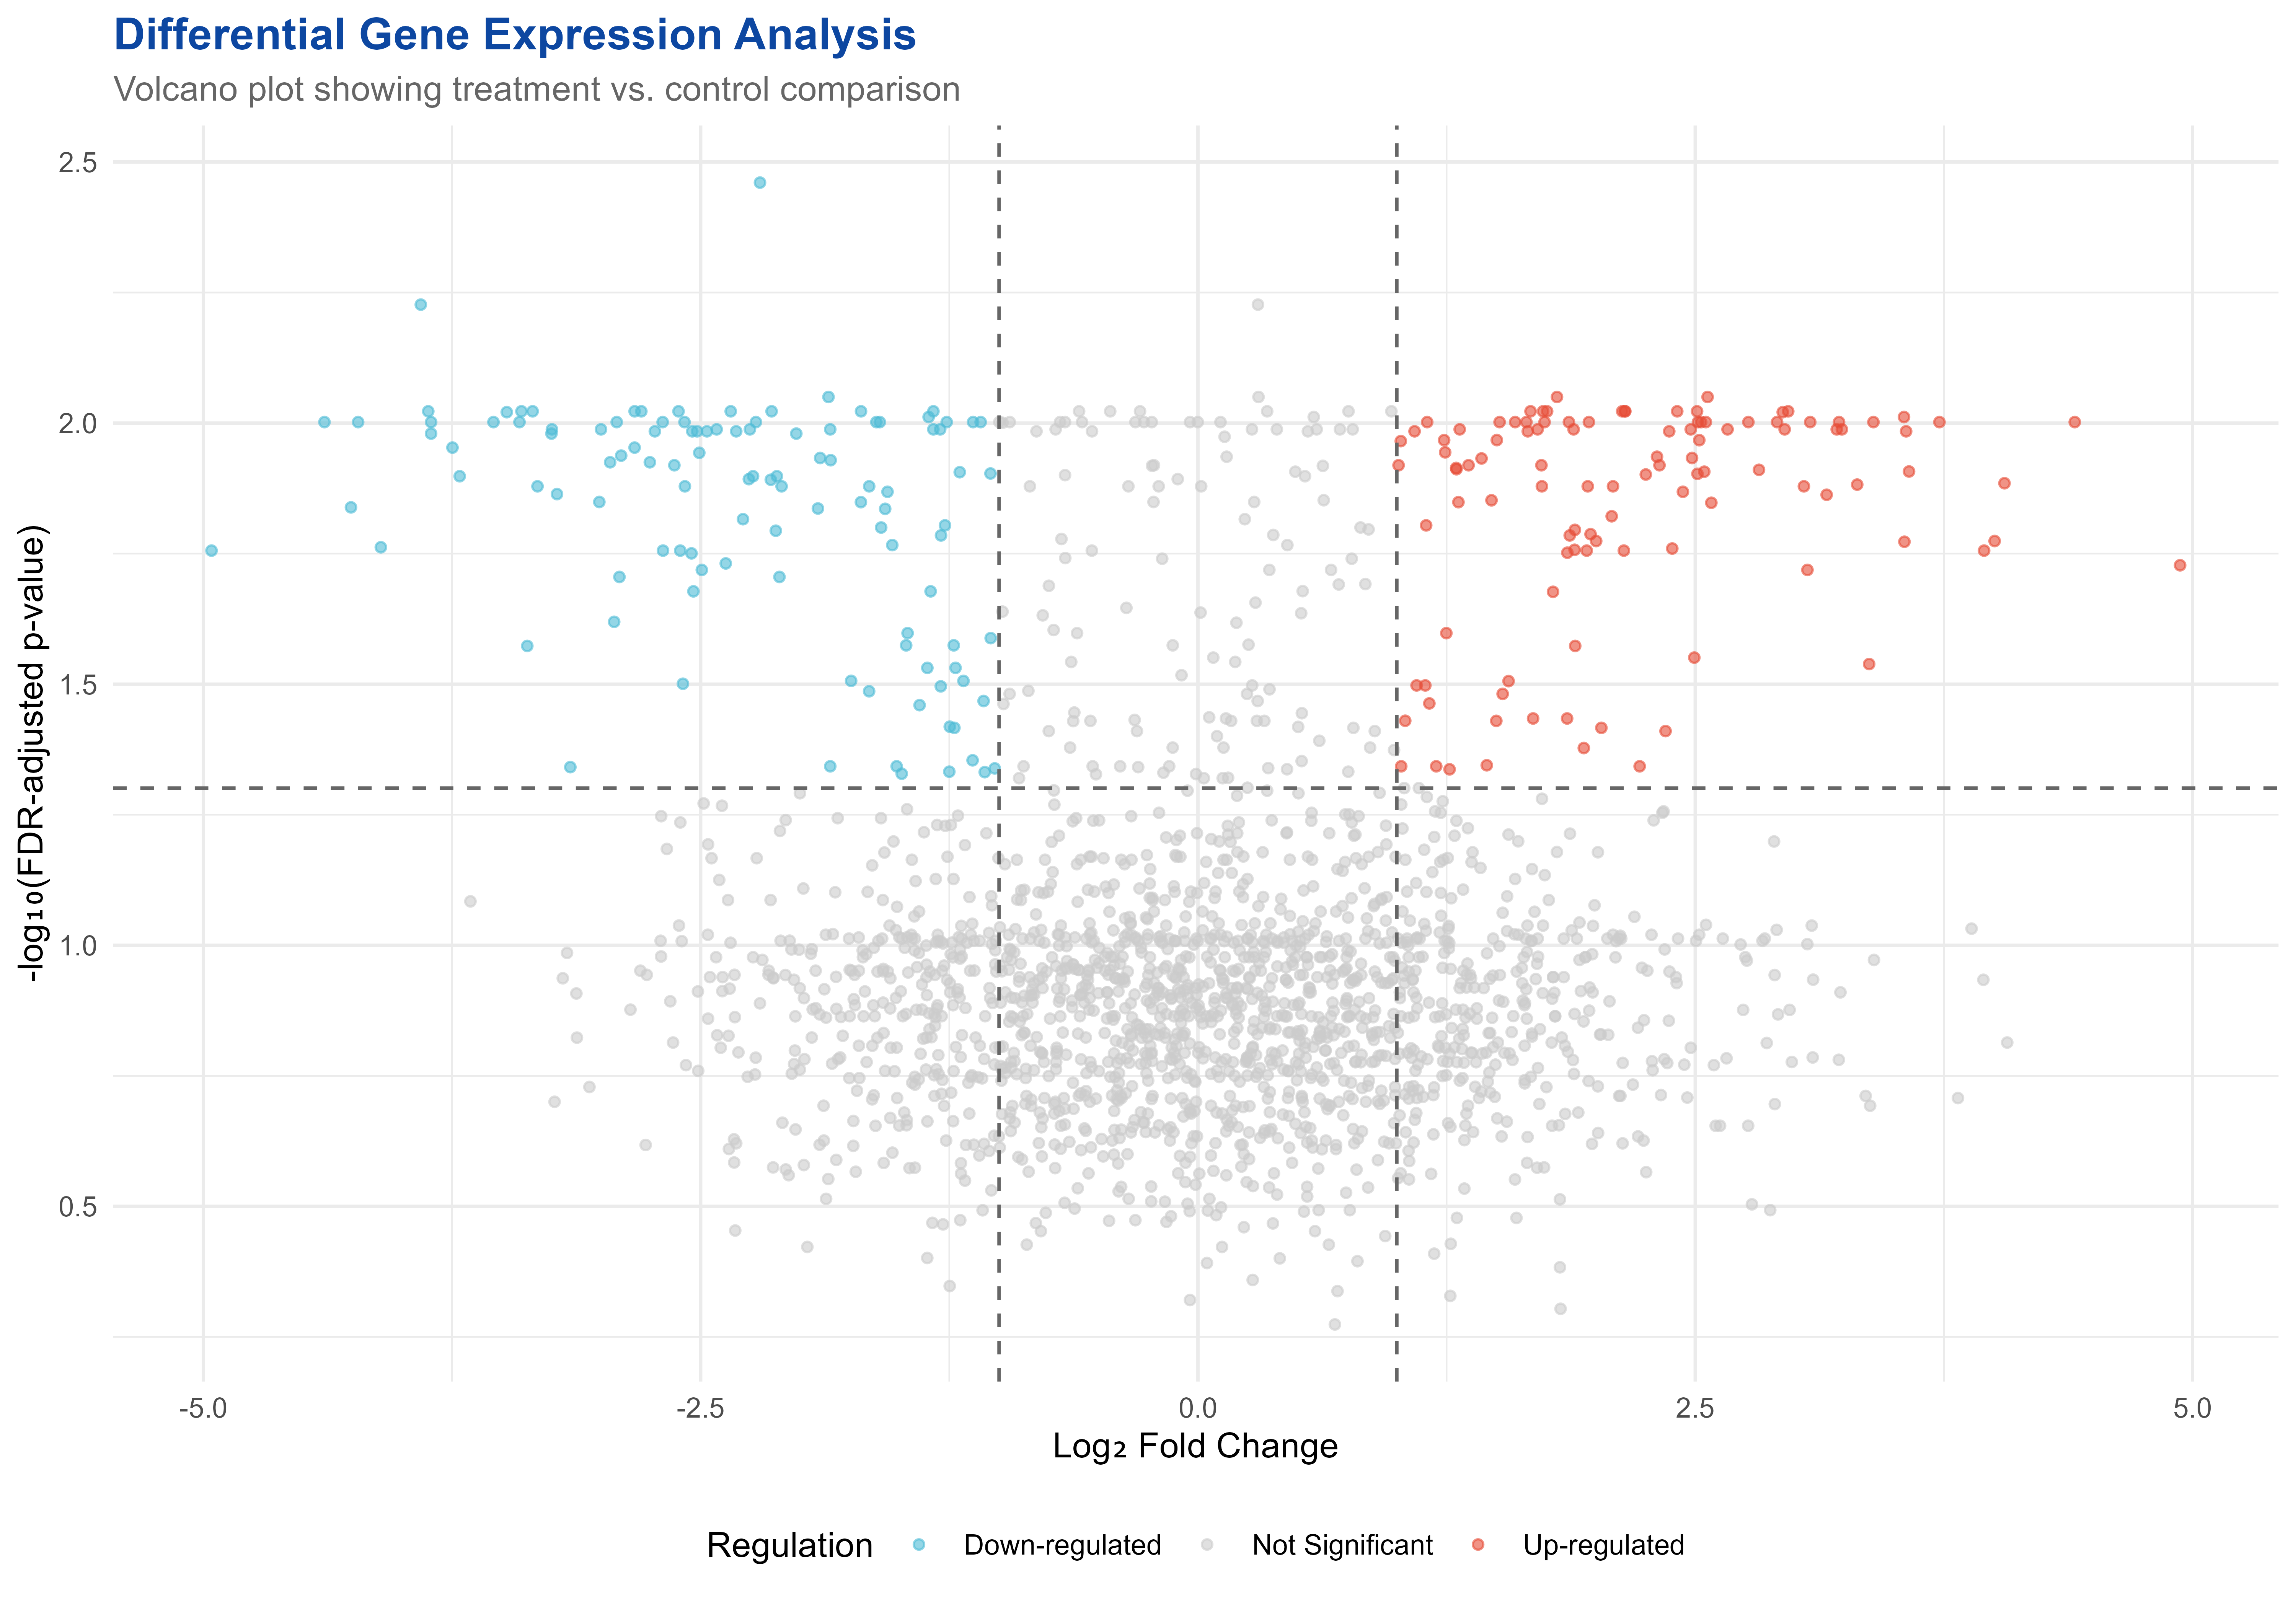 Differential Gene Expression Analysis
Volcano plot showing treatment vs. control comparison
-log₁₀(FDR-adjusted p-value)
2.5
2.0
1.5
1.0
0.5
-5.0 -2.5 0.0 2.5 5.0
Log₂ Fold Change
Regulation Down-regulated Not Significant Up-regulated